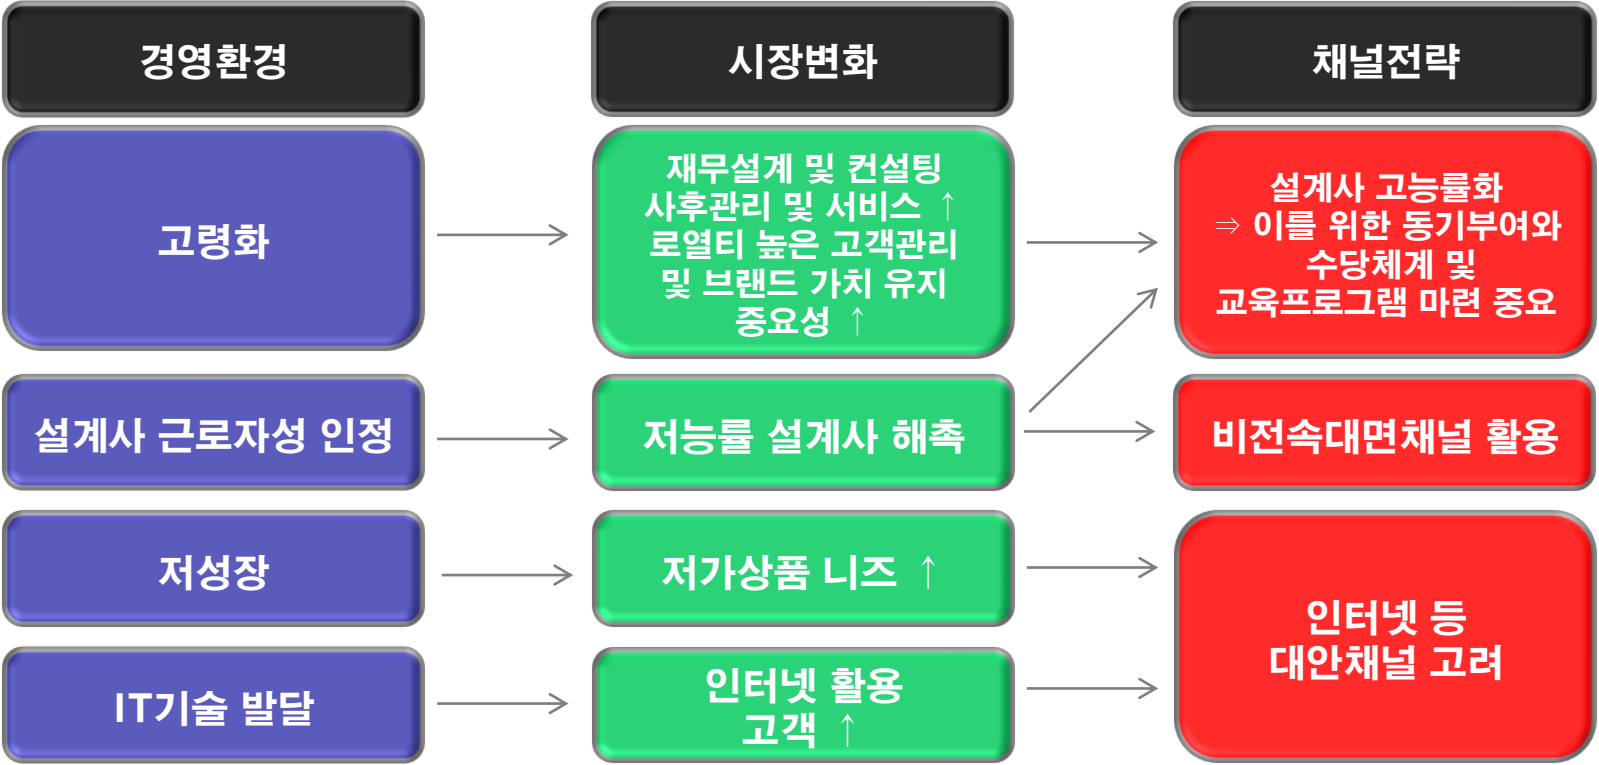 경영환경
시장변화
채널전략
고령화
재무설계 및 컨설팅
사후관리 및 서비스 ↑
로열티 높은 고객관리
및 브랜드 가치 유지
중요성 ↑
설계사 고능률화
⇒ 이를 위한 동기부여와
수당체계 및
교육프로그램 마련 중요
설계사 근로자성 인정
저능률 설계사 해촉
비전속대면채널 활용
저성장
저가상품 니즈 ↑
인터넷 등
대안채널 고려
IT기술 발달
인터넷 활용
고객 ↑